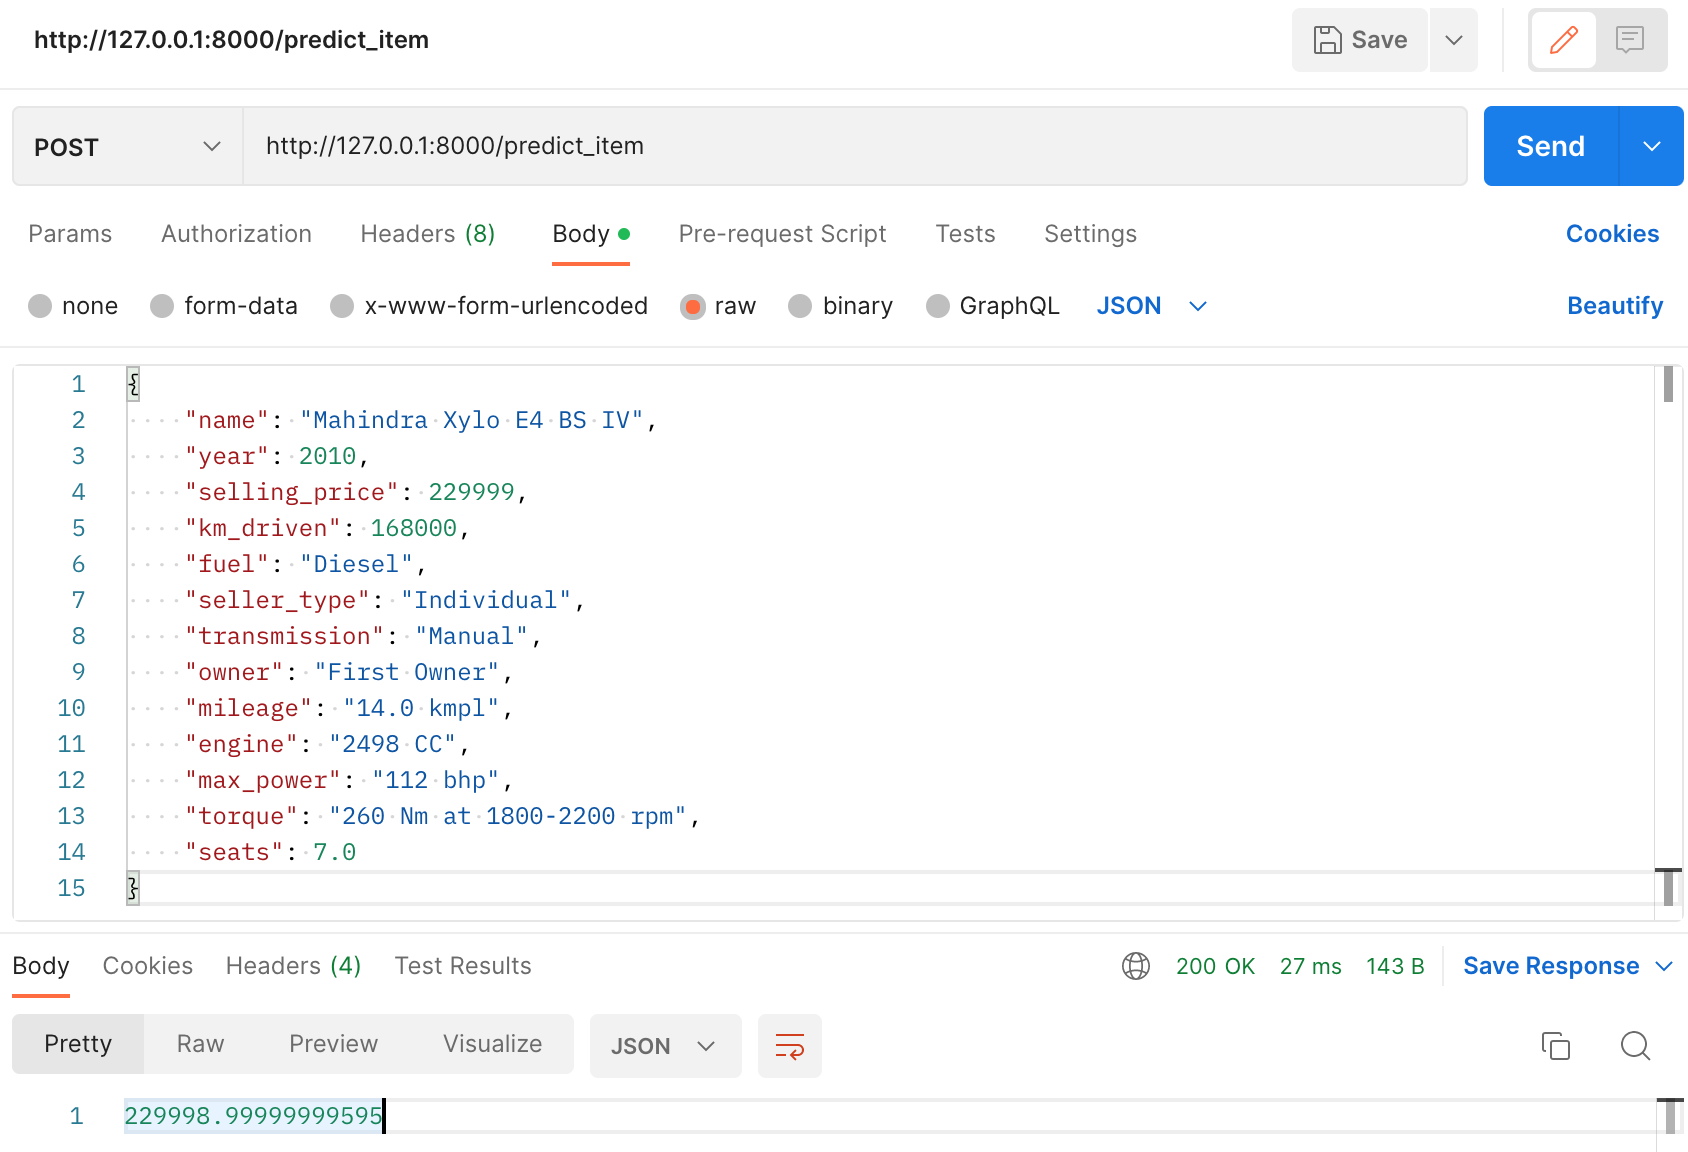 http://127.0.0.1:8000/predict_item
Save
POST
http://127.0.0.1:8000/predict_item
Send
Params Authorization Headers (8) Body Pre-request Script Tests Settings Cookies
none form-data x-www-form-urlencoded raw binary GraphQL JSON Beautify
1 {
2 "name": "Mahindra Xylo E4 BS IV",
3 "year": 2010,
4 "selling_price": 229999,
5 "km_driven": 168000,
6 "fuel": "Diesel",
7 "seller_type": "Individual",
8 "transmission": "Manual",
9 "owner": "First Owner",
10 "mileage": "14.0 kmpl",
11 "engine": "2498 CC",
12 "max_power": "112 bhp",
13 "torque": "260 Nm at 1800-2200 rpm",
14 "seats": 7.0
15 }
Body Cookies Headers (4) Test Results 200 OK 27 ms 143 B Save Response
Pretty Raw Preview Visualize JSON
1 229998.99999999595